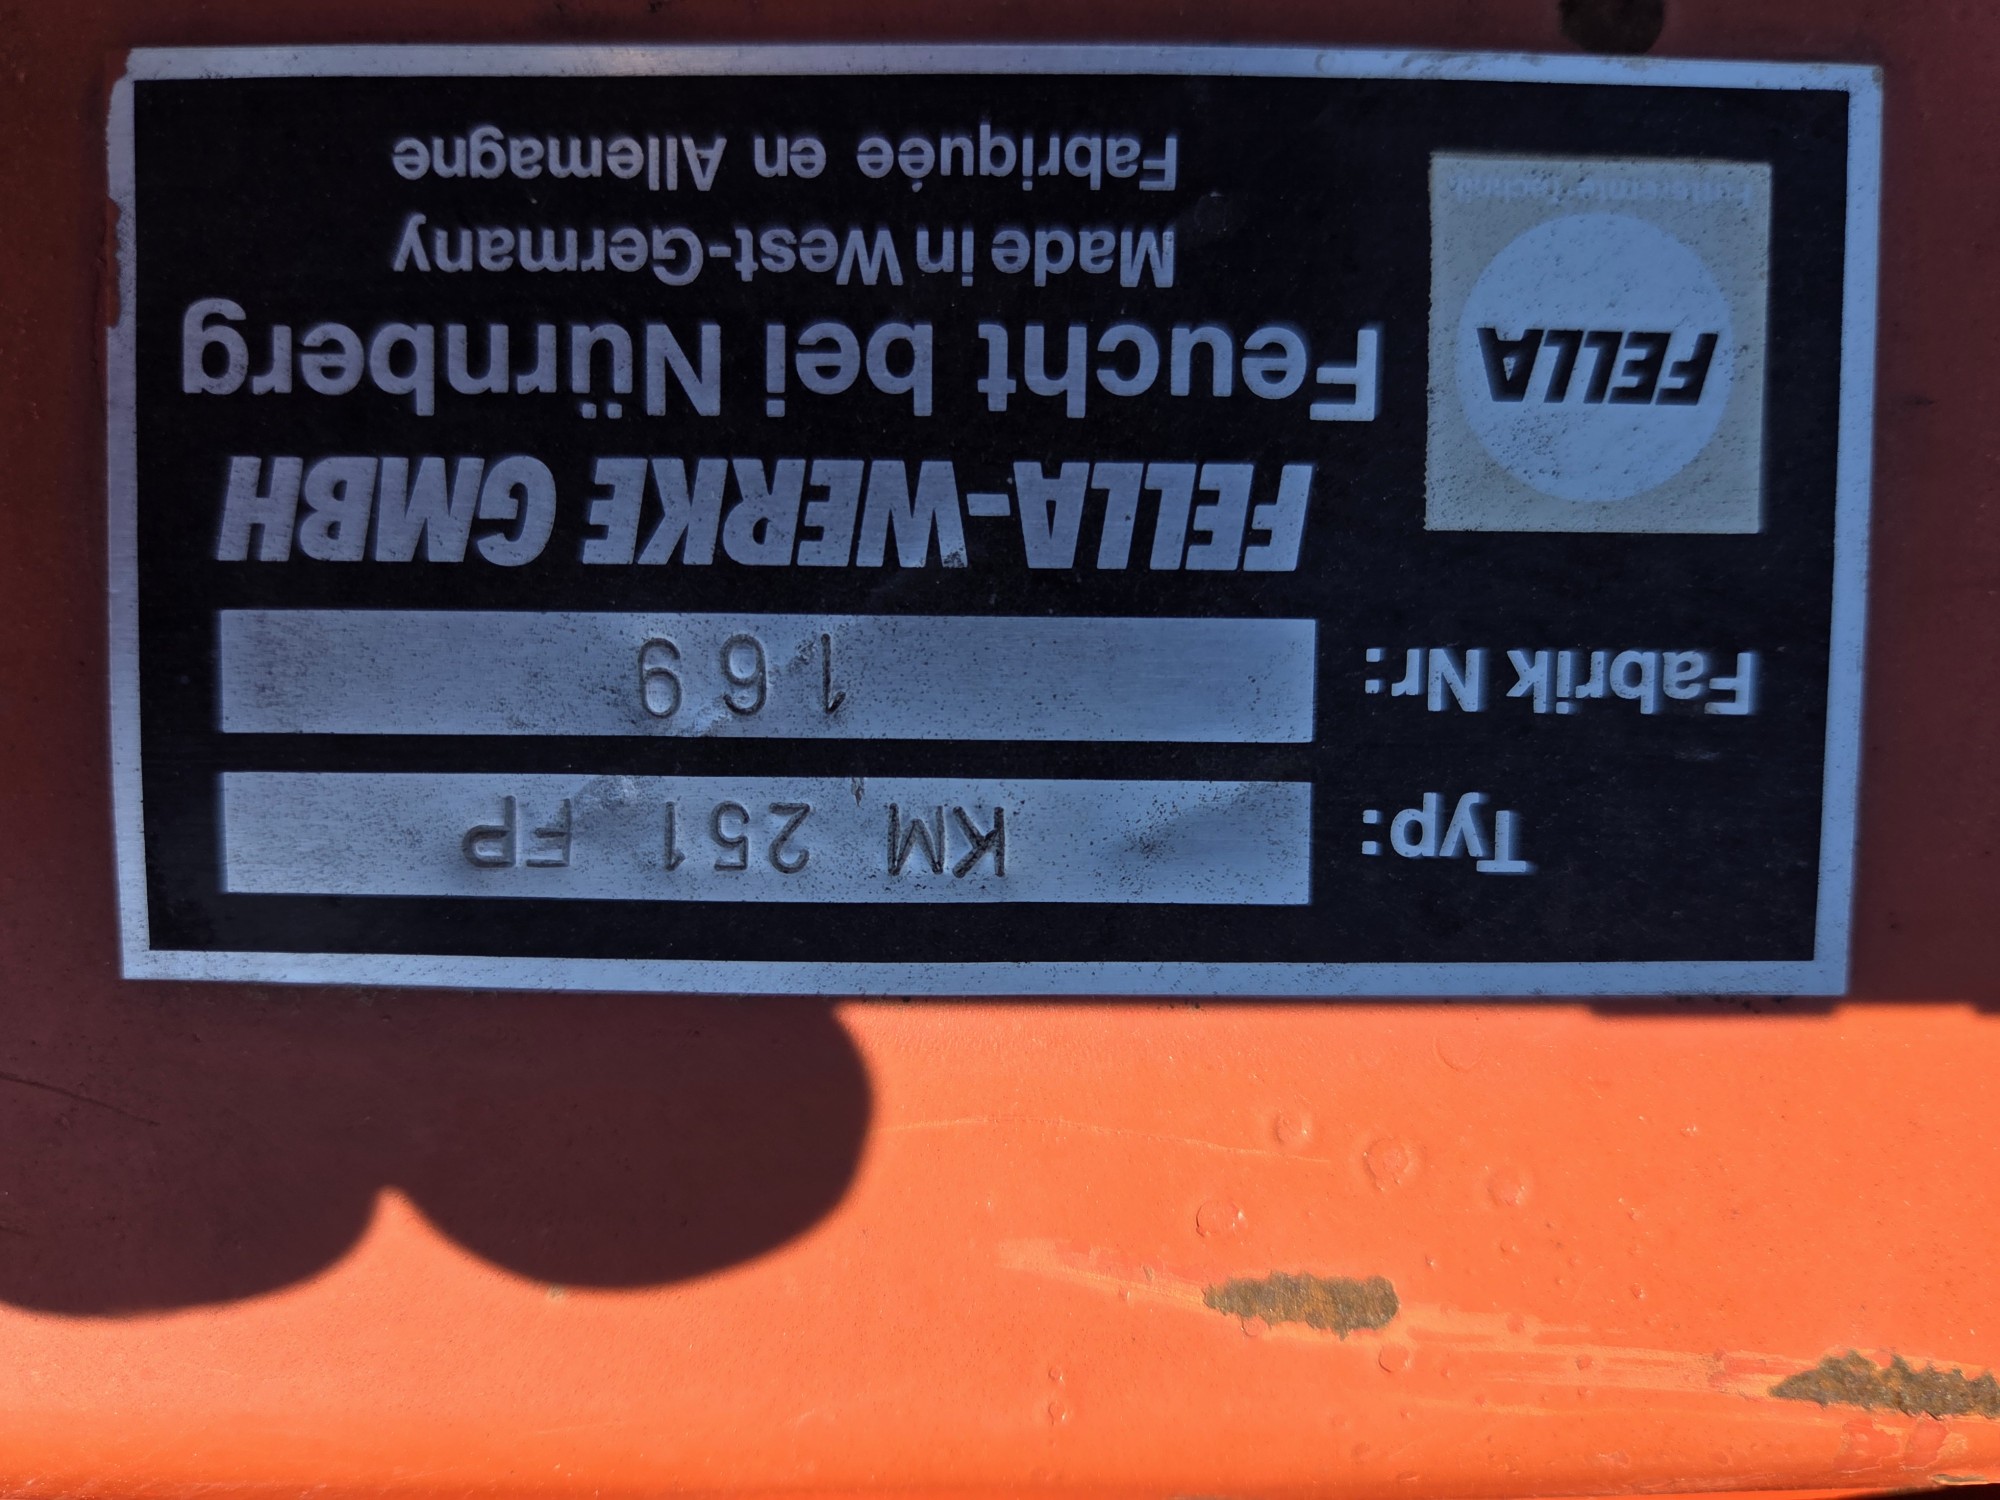 Typ: KM 251 FP
Fabrik Nr: 169
FELLA-WERKE GMBH
FELLA
Feucht bei Nürnberg
Made in West-Germany
Fabriquée en Allemagne